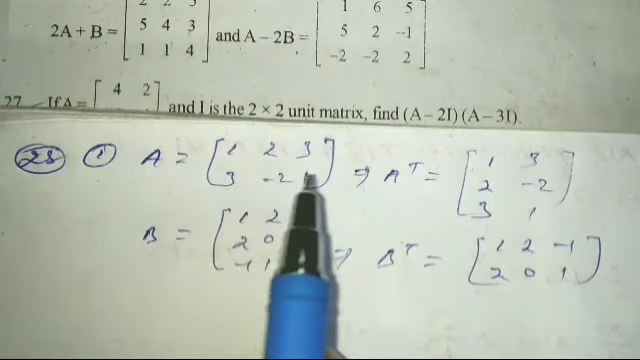 2 2 3
1 6 5
2A + B = 5 4 3 and A – 2B = 5 2 –1
1 1 4
–2 –2 2
27. If A = [ 4 2 ] and I is the 2 × 2 unit matrix, find (A – 2I) (A – 3I).
28 1 A = [ 1 2 3
3 -2 ] ⇒ A^T = [ 1 3
2 -2
3 1 ]
B = [ 1 2
2 0
-1 1 ⇒ B^T = [ 1 2 -1
2 0 1 ]